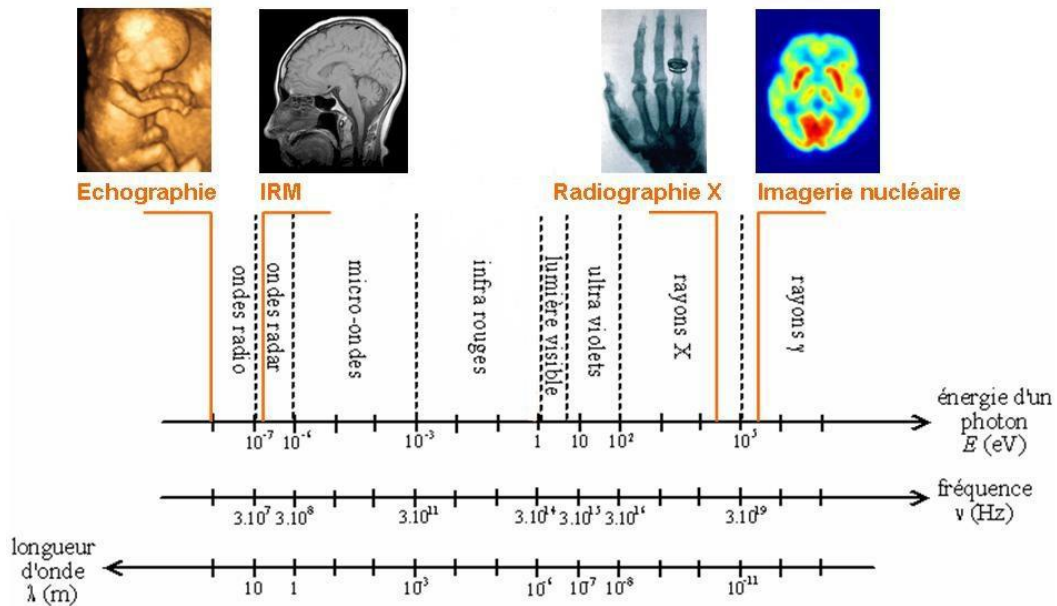 Echographie
IRM
Radiographie X
Imagerie nucléaire
ondes radio
ondes radar
micro-ondes
infra rouges
lumière visible
ultra violets
rayons X
rayons γ
énergie d'un
photon
E (eV)
10⁻⁷ 10⁻⁶ 10⁻³ 1 10 10² 10⁵
fréquence
ν (Hz)
3.10⁷ 3.10⁸ 3.10¹¹ 3.10¹⁴ 3.10¹⁵ 3.10¹⁶ 3.10¹⁹
longueur
d'onde
λ (m)
10 1 10⁻³ 10⁻⁶ 10⁻⁷ 10⁻⁸ 10⁻¹¹